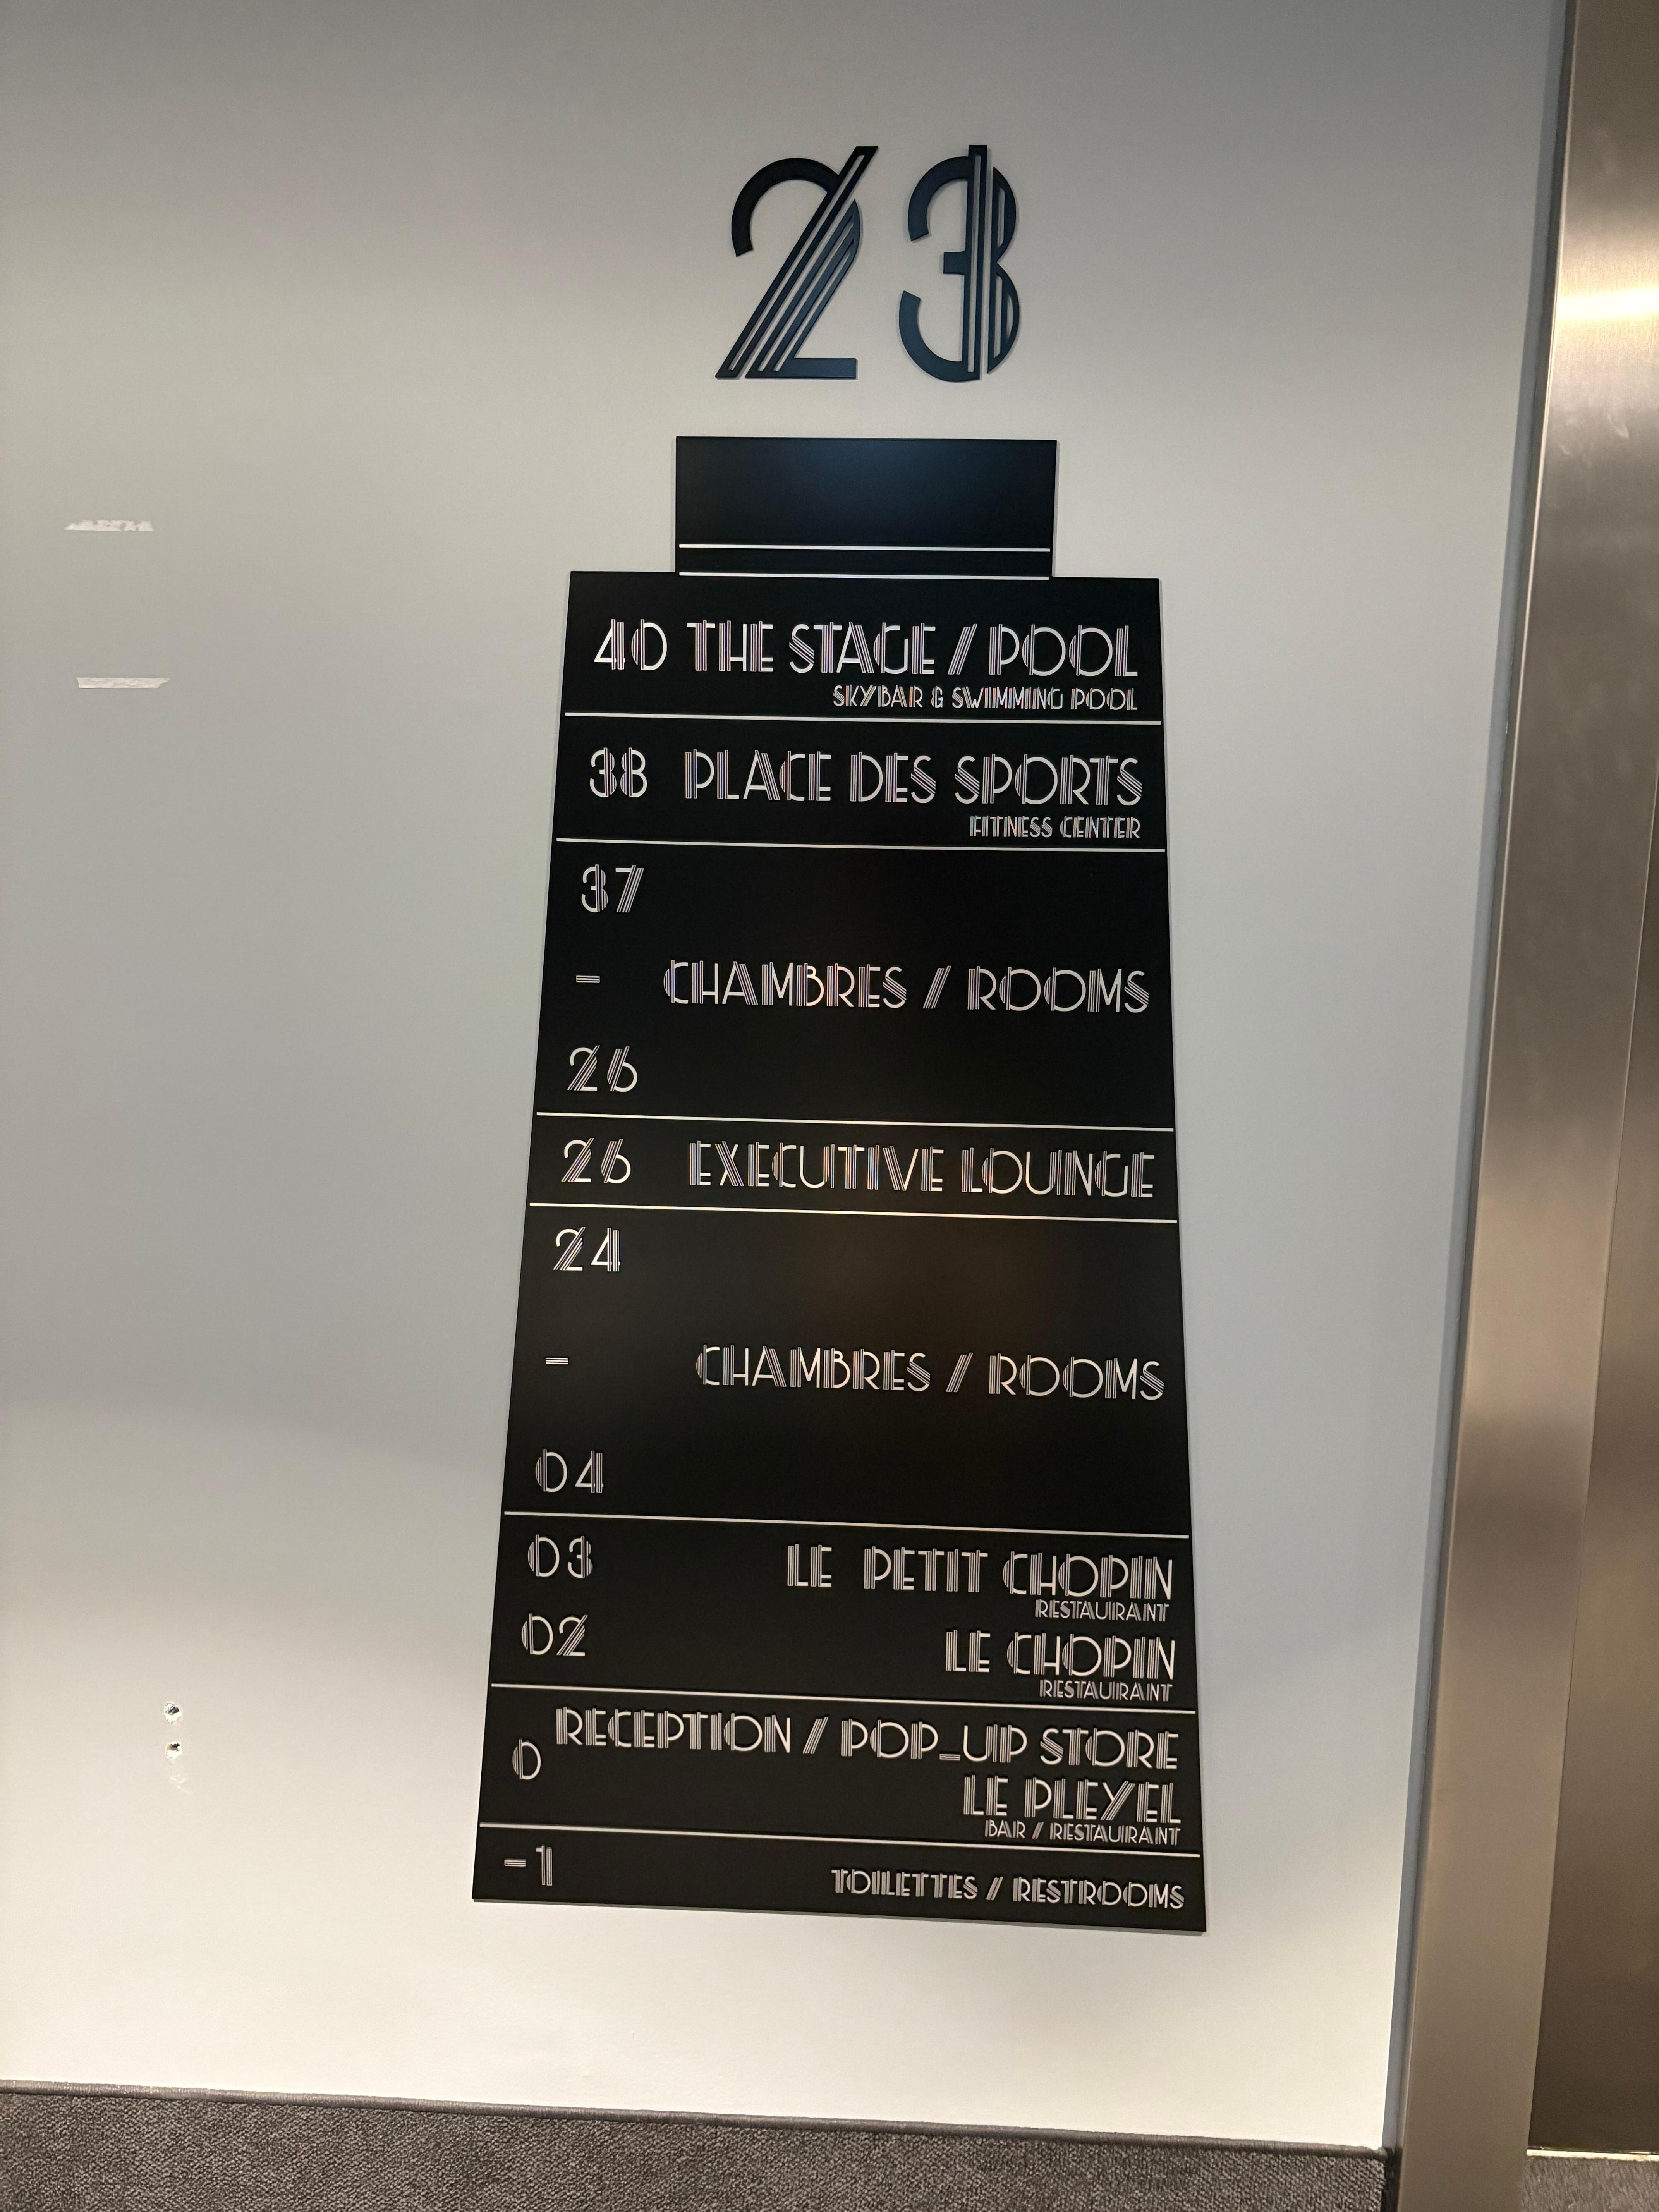 23
40 THE STAGE / POOL
SKYBAR & SWIMMING POOL
38 PLACE DES SPORTS
FITNESS CENTER
37
- CHAMBRES / ROOMS
26
26 EXECUTIVE LOUNGE
24
- CHAMBRES / ROOMS
04
03 LE PETIT CHOPIN
RESTAURANT
02 LE CHOPIN
RESTAURANT
0 RECEPTION / POP_UP STORE
LE PLEYEL
BAR / RESTAURANT
-1 TOILETTES / RESTROOMS